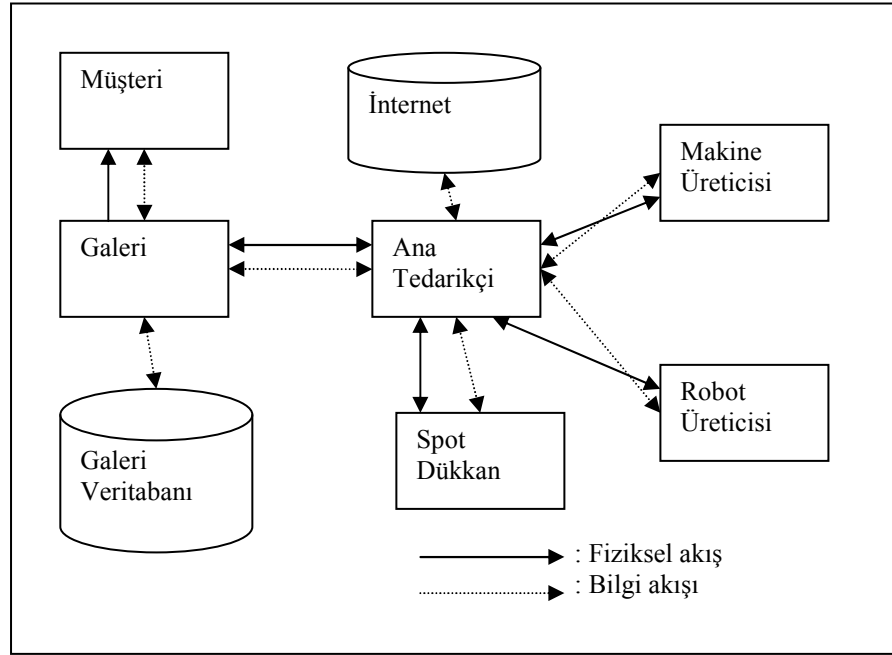 Müşteri
İnternet
Makine
Üreticisi
Galeri
Ana
Tedarikçi
Robot
Üreticisi
Galeri
Veritabanı
Spot
Dükkan
: Fiziksel akış
: Bilgi akışı